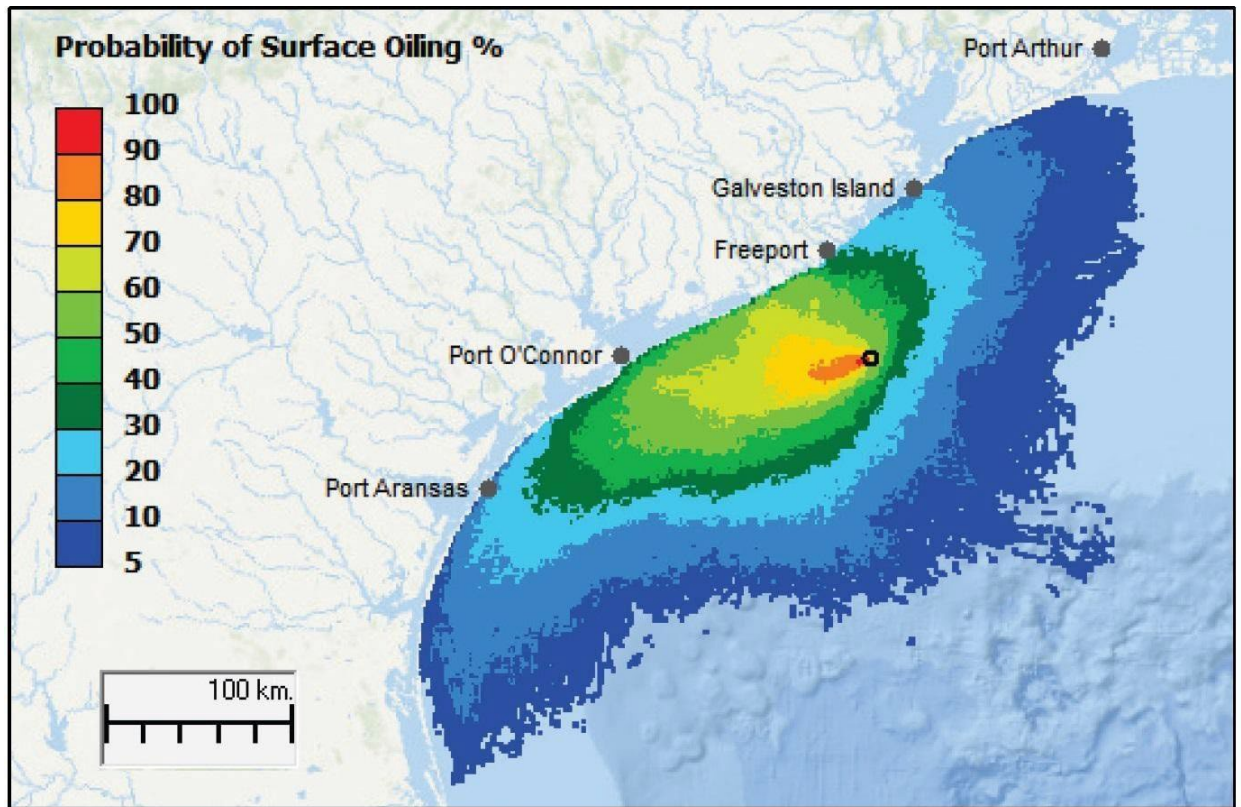 Probability of Surface Oiling %
100
90
80
70
60
50
40
30
20
10
5
Port Arthur
Galveston Island
Freeport
Port O'Connor
Port Aransas
100 km.